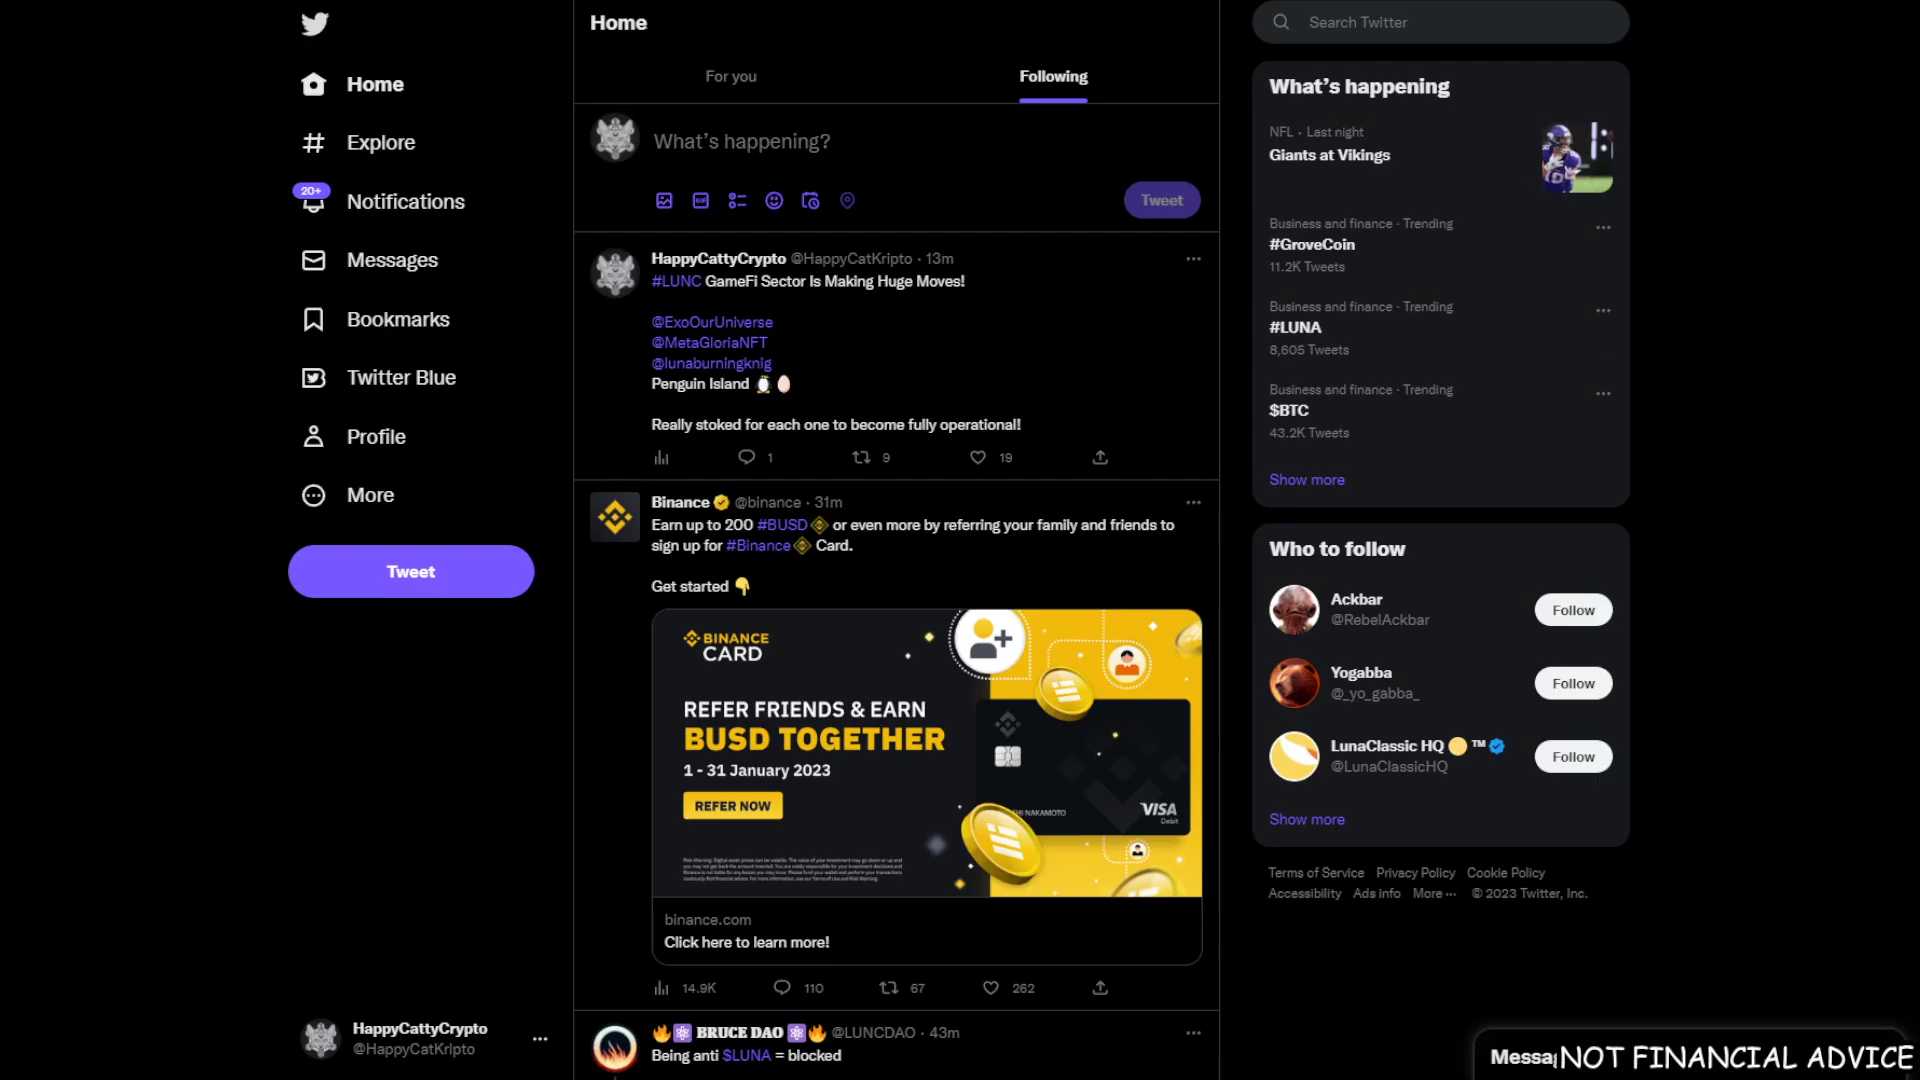 Home
Explore
20+
Notifications
Messages
Bookmarks
Twitter Blue
Profile
More
Tweet
HappyCattyCrypto
@HappyCatKripto
Home
For you
Following
What's happening?
GIF
Tweet
HappyCattyCrypto @HappyCatKripto · 13m
#LUNC GameFi Sector Is Making Huge Moves!
@ExoOurUniverse
@MetaGloriaNFT
@lunaburningknig
Penguin Island 🐧🥚
Really stoked for each one to become fully operational!
1
9
19
Binance @binance · 31m
Earn up to 200 #BUSD or even more by referring your family and friends to
sign up for #Binance Card.
Get started 👇
BINANCE
CARD
REFER FRIENDS & EARN
BUSD TOGETHER
1 - 31 January 2023
REFER NOW
HI NAKAMOTO
VISA
Debit
binance.com
Click here to learn more!
14.9K
110
67
262
🔥⚛ BRUCE DAO ⚛🔥 @LUNCDAO · 43m
Being anti $LUNA = blocked
Search Twitter
What's happening
NFL · Last night
Giants at Vikings
Business and finance · Trending
#GroveCoin
11.2K Tweets
Business and finance · Trending
#LUNA
8,605 Tweets
Business and finance · Trending
$BTC
43.2K Tweets
Show more
Who to follow
Ackbar
@RebelAckbar
Follow
Yogabba
@_yo_gabba_
Follow
LunaClassic HQ 🟡 ™
@LunaClassicHQ
Follow
Show more
Terms of Service Privacy Policy Cookie Policy
Accessibility Ads info More ··· © 2023 Twitter, Inc.
Messa
NOT FINANCIAL ADVICE